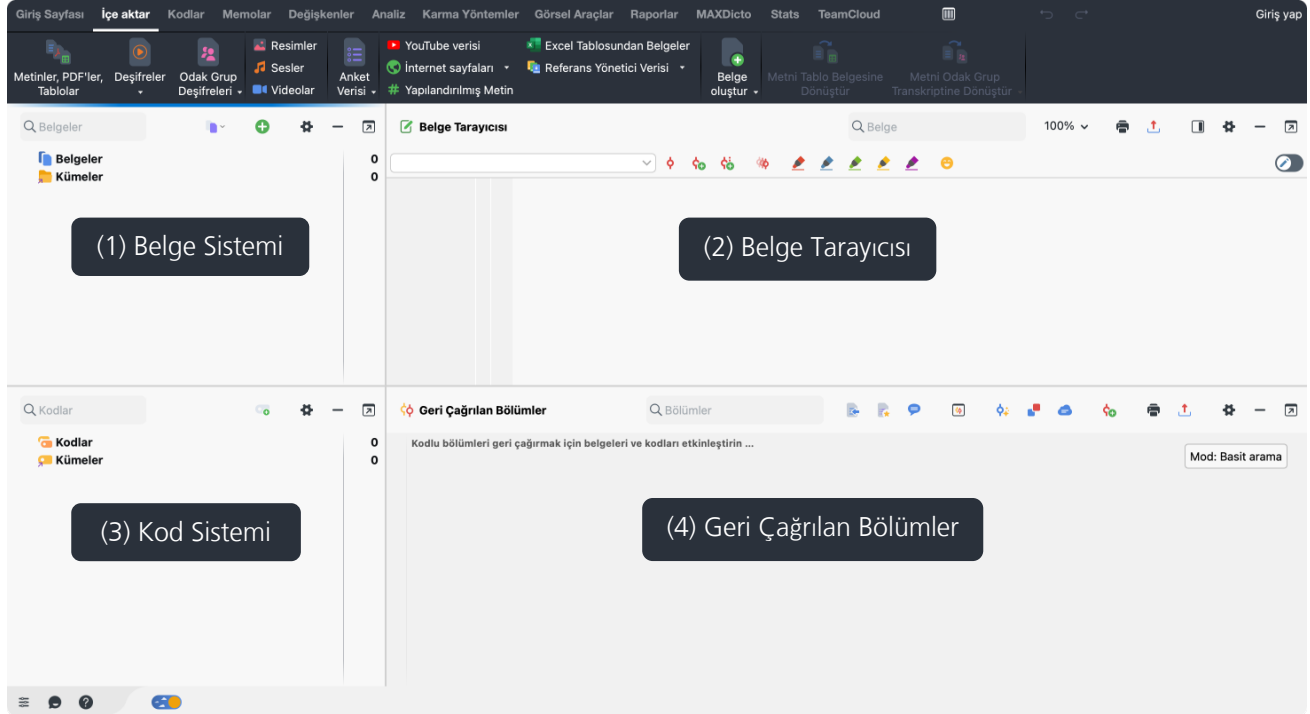 Giriş Sayfası İçe aktar Kodlar Memolar Değişkenler Analiz Karma Yöntemler Görsel Araçlar Raporlar MAXDicto Stats TeamCloud Giriş yap
Metinler, PDF'ler, Tablolar
Deşifreler
Odak Grup Deşifreleri
Resimler
Sesler
Videolar
Anket Verisi
YouTube verisi
İnternet sayfaları
# Yapılandırılmış Metin
Excel Tablosundan Belgeler
Referans Yönetici Verisi
Belge oluştur
Metni Tablo Belgesine Dönüştür
Metni Odak Grup Transkriptine Dönüştür
Belgeler
Belgeler 0
Kümeler 0
(1) Belge Sistemi
Belge Tarayıcısı Belge 100%
(2) Belge Tarayıcısı
Kodlar
Kodlar 0
Kümeler 0
(3) Kod Sistemi
Geri Çağrılan Bölümler Bölümler
Kodlu bölümleri geri çağırmak için belgeleri ve kodları etkinleştirin ...
Mod: Basit arama
(4) Geri Çağrılan Bölümler